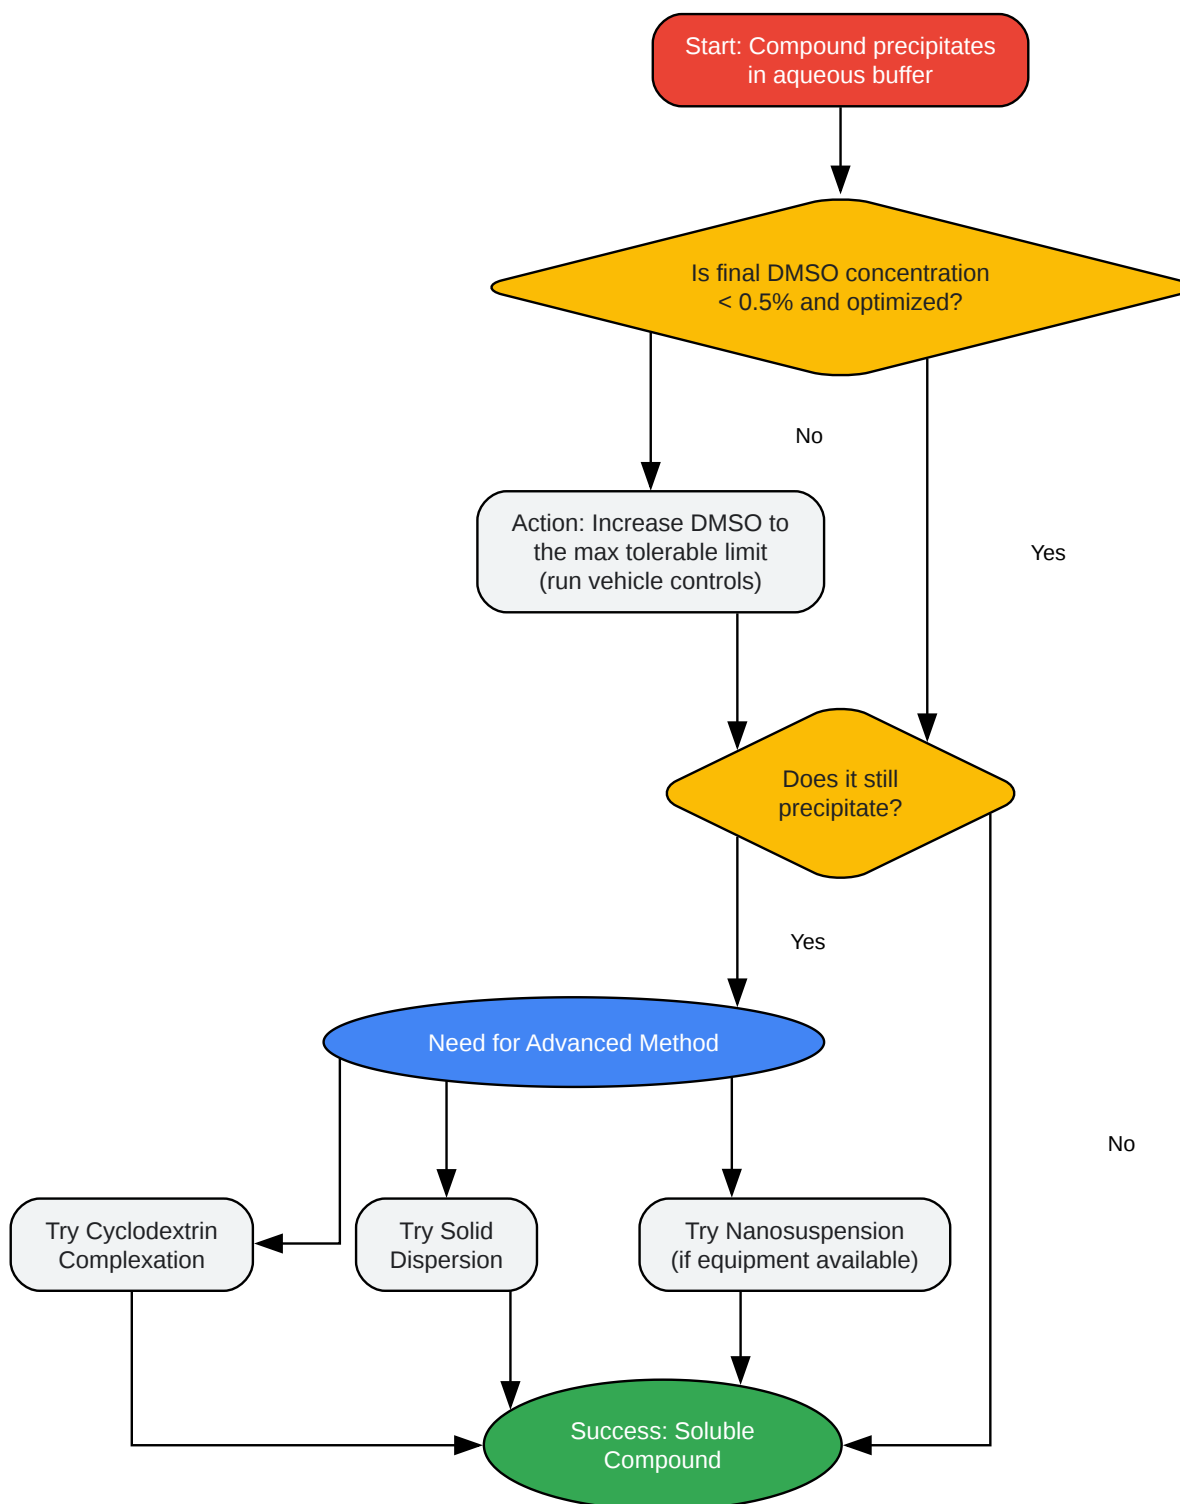 Start: Compound precipitates
in aqueous buffer
Is final DMSO concentration
< 0.5% and optimized?
No
Action: Increase DMSO to
the max tolerable limit
(run vehicle controls)
Yes
Does it still
precipitate?
Yes
Need for Advanced Method
No
Try Cyclodextrin
Complexation
Try Solid
Dispersion
Try Nanosuspension
(if equipment available)
Success: Soluble
Compound